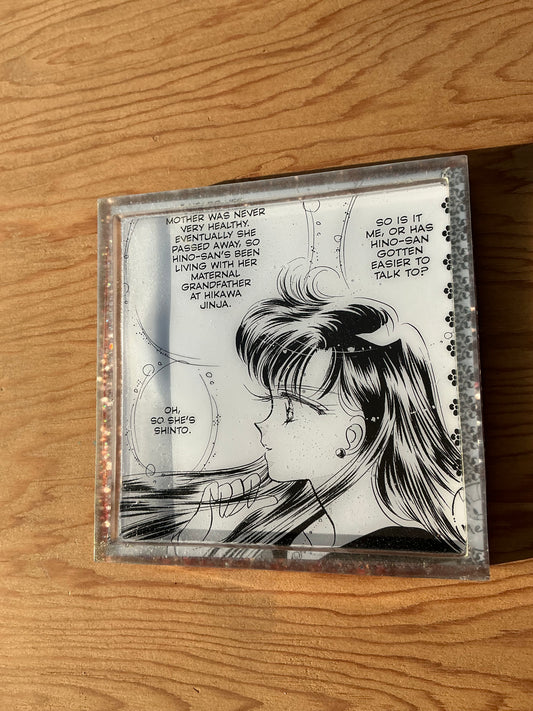 MOTHER WAS NEVER
VERY HEALTHY.
EVENTUALLY SHE
PASSED AWAY, SO
HINO-SAN'S BEEN
LIVING WITH HER
MATERNAL
GRANDFATHER
AT HIKAWA
JINJA.
SO IS IT
ME, OR HAS
HINO-SAN
GOTTEN
EASIER TO
TALK TO?
OH,
SO SHE'S
SHINTO.